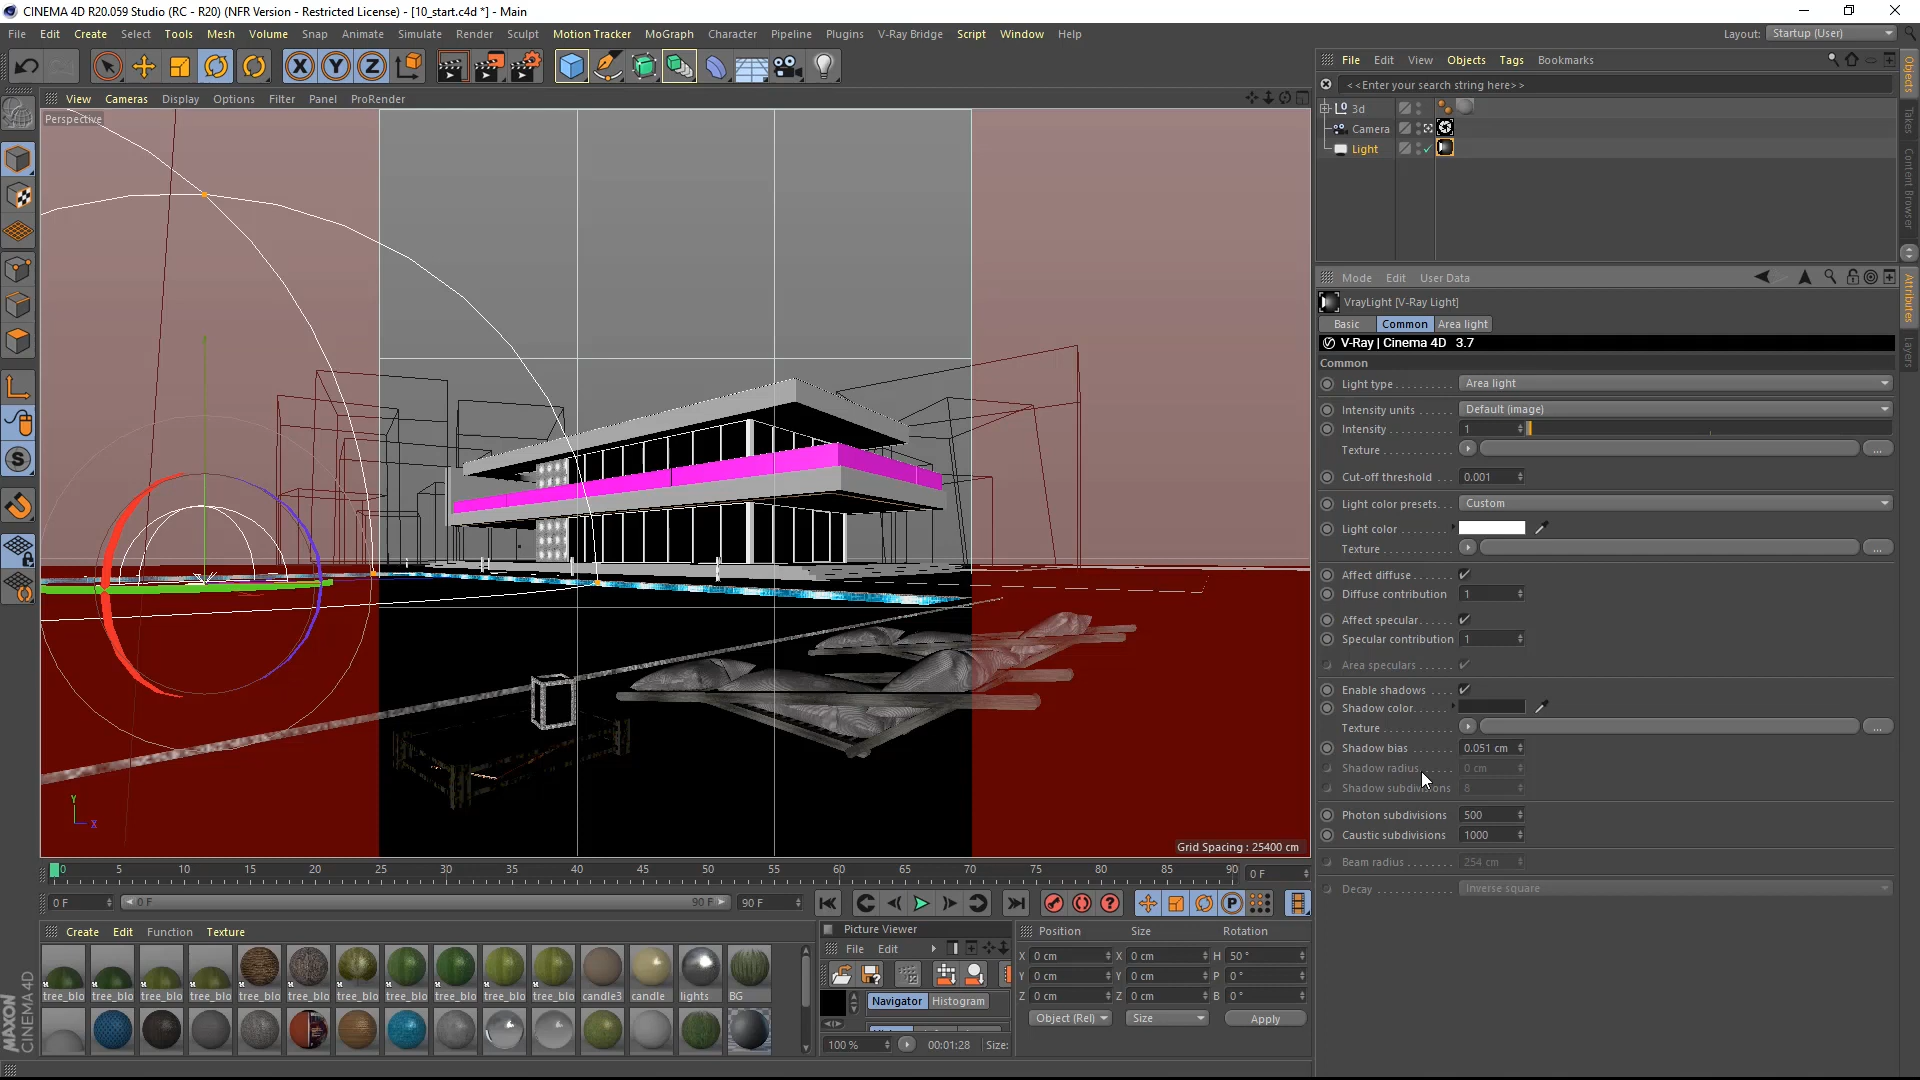 CINEMA 4D R20.059 Studio (RC - R20) (NFR Version - Restricted License) - [10_start.c4d *] - Main
File Edit Create Select Tools Mesh Volume Snap Animate Simulate Render Sculpt Motion Tracker MoGraph Character Pipeline Plugins V-Ray Bridge Script Window Help
Layout: Startup (User)
File Edit View Objects Tags Bookmarks
<<Enter your search string here>>
3d
Camera
Light
View Cameras Display Options Filter Panel ProRender
Perspective
Grid Spacing : 25400 cm
Objects
Takes
Content Browser
Attributes
Layers
Mode Edit User Data
VrayLight [V-Ray Light]
Basic Common Area light
V-Ray | Cinema 4D 3.7
Common
Light type Area light
Intensity units Default (image)
Intensity 1
Texture ...
Cut-off threshold 0.001
Light color presets Custom
Light color
Texture ...
Affect diffuse
Diffuse contribution 1
Affect specular
Specular contribution 1
Area speculars
Enable shadows
Shadow color
Texture ...
Shadow bias 0.051 cm
Shadow radius 0 cm
Shadow subdivisions 8
Photon subdivisions 500
Caustic subdivisions 1000
Beam radius 254 cm
Decay Inverse square
Y
X
0 5 10 15 20 25 30 35 40 45 50 55 60 65 70 75 80 85 90 0 F
0 F 0 F 90 F 90 F
Create Edit Function Texture
tree_blo tree_blo tree_blo tree_blo tree_blo tree_blo tree_blo tree_blo tree_blo tree_blo tree_blo candle3 candle lights BG
Picture Viewer
File Edit
Navigator Histogram
100 % 00:01:28 Size:
Position Size Rotation
X 0 cm X 0 cm H 50 °
Y 0 cm Y 0 cm P 0 °
Z 0 cm Z 0 cm B 0 °
Object (Rel) Size Apply
MAXON
CINEMA 4D